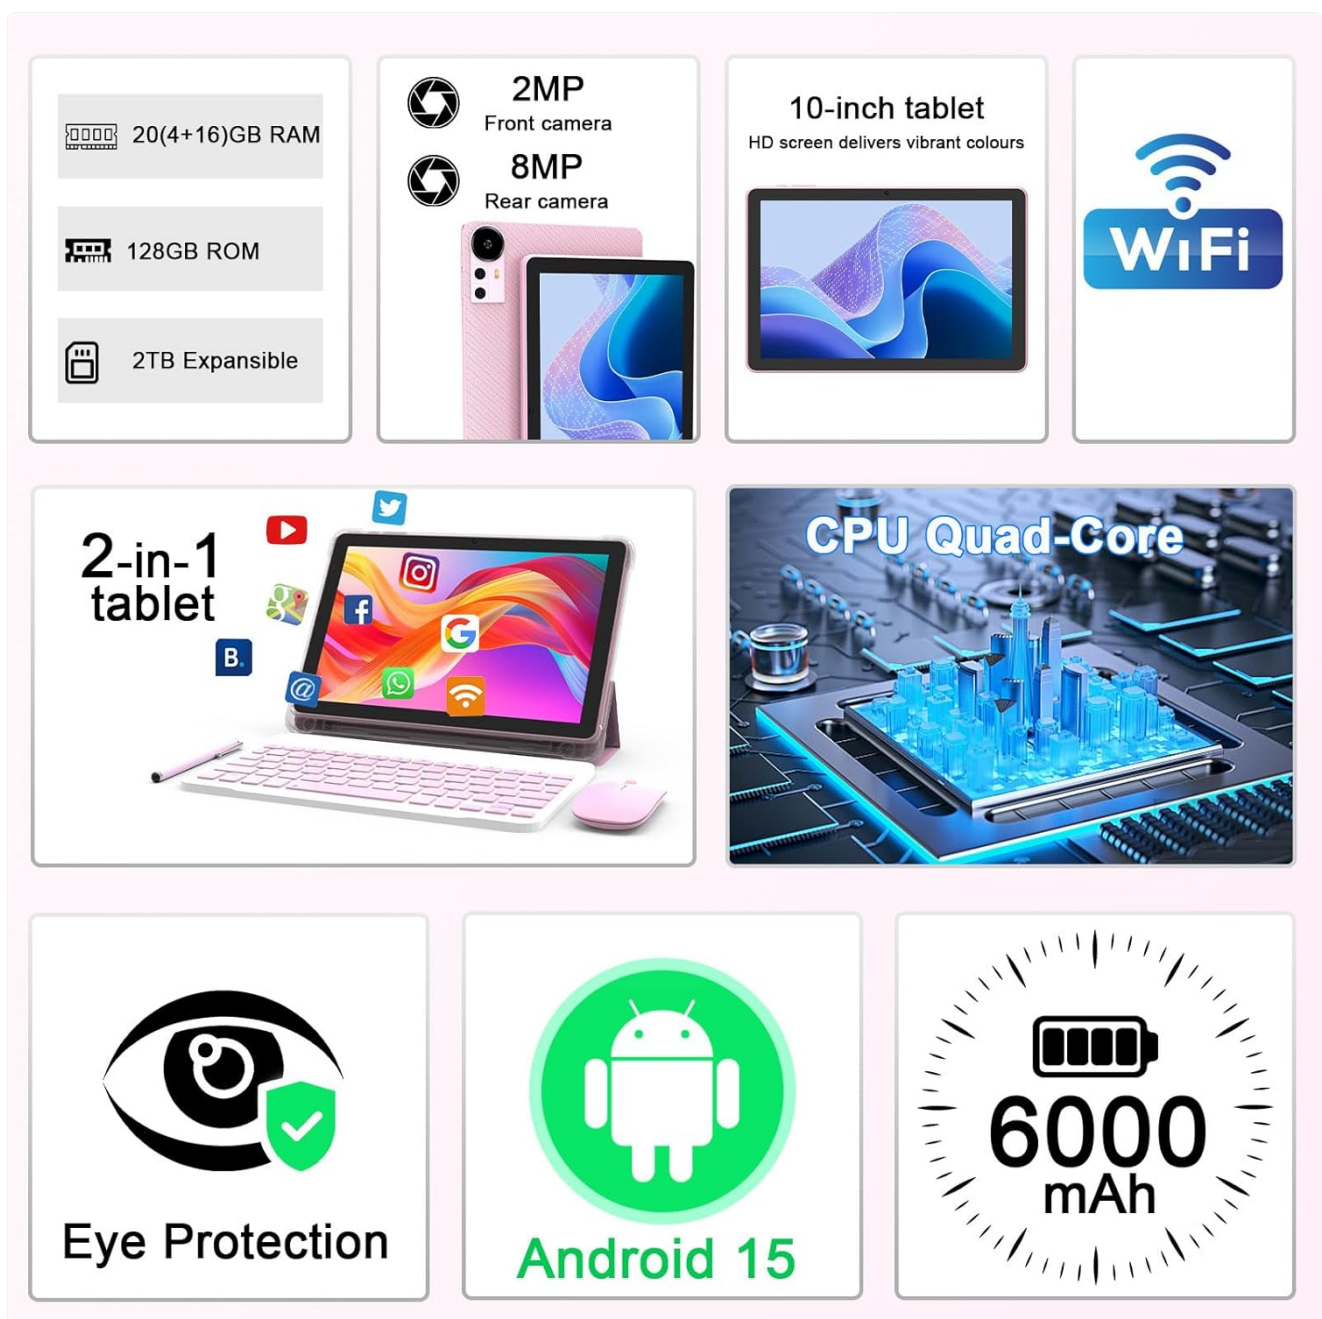 20(4+16)GB RAM
128GB ROM
2TB Expansible
2MP
Front camera
8MP
Rear camera
10-inch tablet
HD screen delivers vibrant colours
WiFi
2-in-1
tablet
B.
@
f
G
CPU Quad-Core
Eye Protection
Android 15
6000
mAh